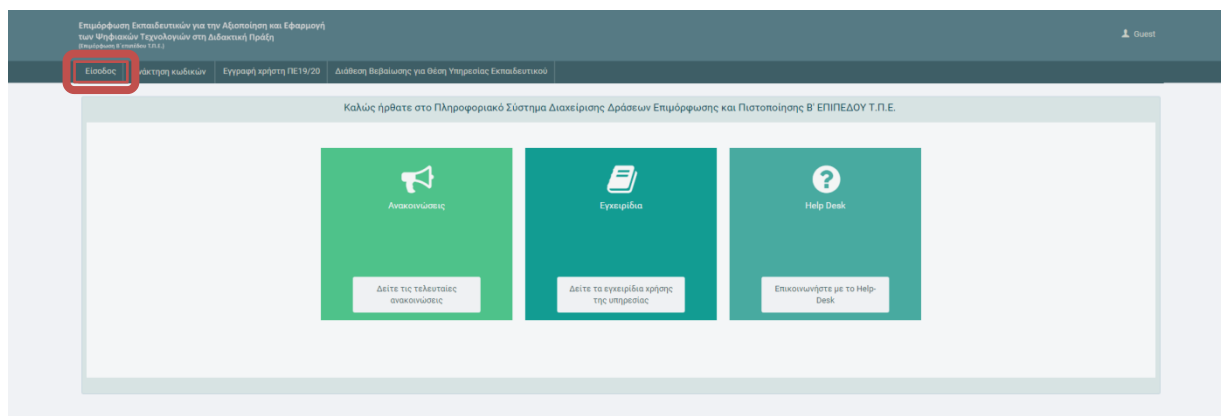 Επιμόρφωση Εκπαιδευτικών για την Αξιοποίηση και Εφαρμογή
των Ψηφιακών Τεχνολογιών στη Διδακτική Πράξη
(Επιμόρφωση Β' επιπέδου Τ.Π.Ε.)
Guest
Είσοδος νάκτηση κωδικών Εγγραφή χρήστη ΠΕ19/20 Διάθεση Βεβαίωσης για Θέση Υπηρεσίας Εκπαιδευτικού
Καλώς ήρθατε στο Πληροφοριακό Σύστημα Διαχείρισης Δράσεων Επιμόρφωσης και Πιστοποίησης Β' ΕΠΙΠΕΔΟΥ Τ.Π.Ε.
Ανακοινώσεις
Δείτε τις τελευταίες
ανακοινώσεις
Εγχειρίδια
Δείτε τα εγχειρίδια χρήσης
της υπηρεσίας
Help Desk
Επικοινωνήστε με το Help-
Desk